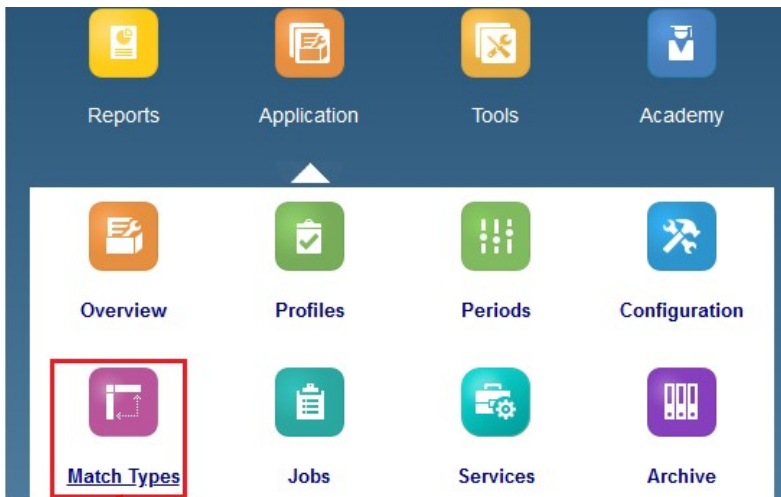 Reports Application Tools Academy
Overview Profiles Periods Configuration
Match Types Jobs Services Archive